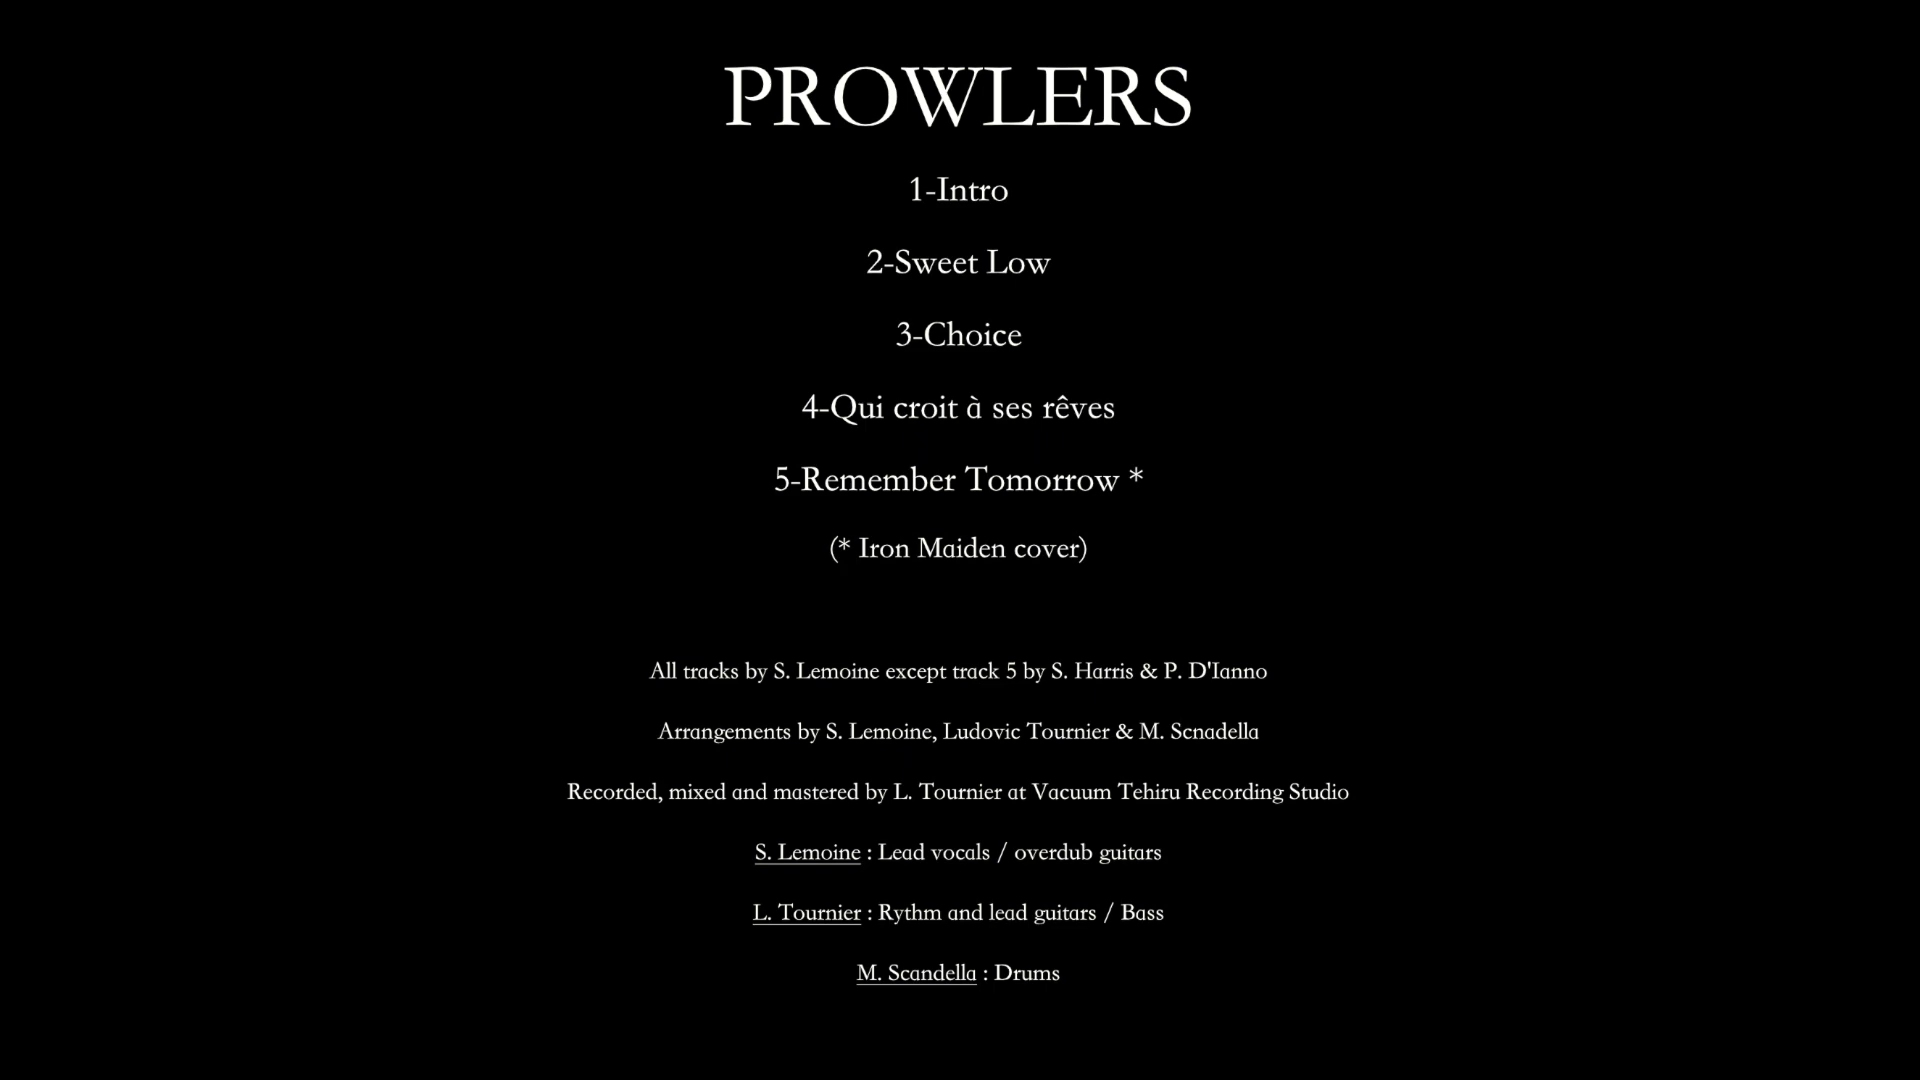 PROWLERS
1-Intro
2-Sweet Low
3-Choice
4-Qui croit à ses rêves
5-Remember Tomorrow *
(* Iron Maiden cover)
All tracks by S. Lemoine except track 5 by S. Harris & P. D'Ianno
Arrangements by S. Lemoine, Ludovic Tournier & M. Scnadella
Recorded, mixed and mastered by L. Tournier at Vacuum Tehiru Recording Studio
S. Lemoine : Lead vocals / overdub guitars
L. Tournier : Rythm and lead guitars / Bass
M. Scandella : Drums